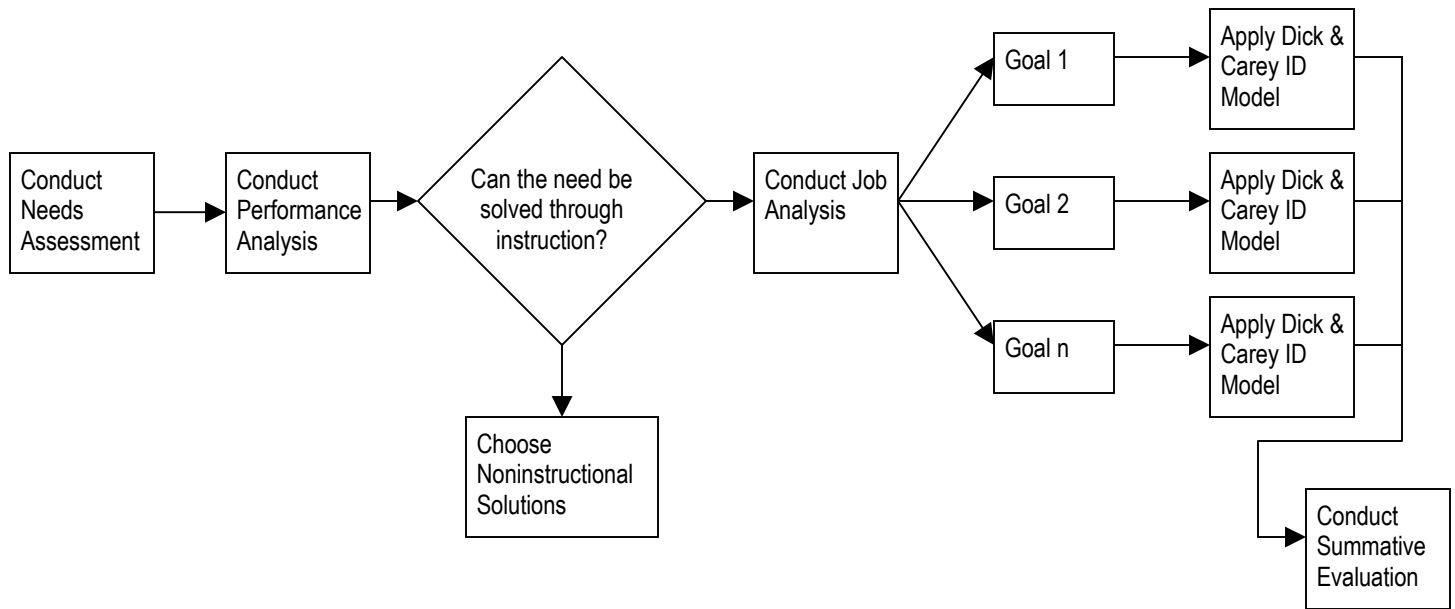 Conduct
Needs
Assessment
Conduct
Performance
Analysis
Can the need be
solved through
instruction?
Choose
Noninstructional
Solutions
Conduct Job
Analysis
Goal 1
Apply Dick &
Carey ID
Model
Goal 2
Apply Dick &
Carey ID
Model
Goal n
Apply Dick &
Carey ID
Model
Conduct
Summative
Evaluation